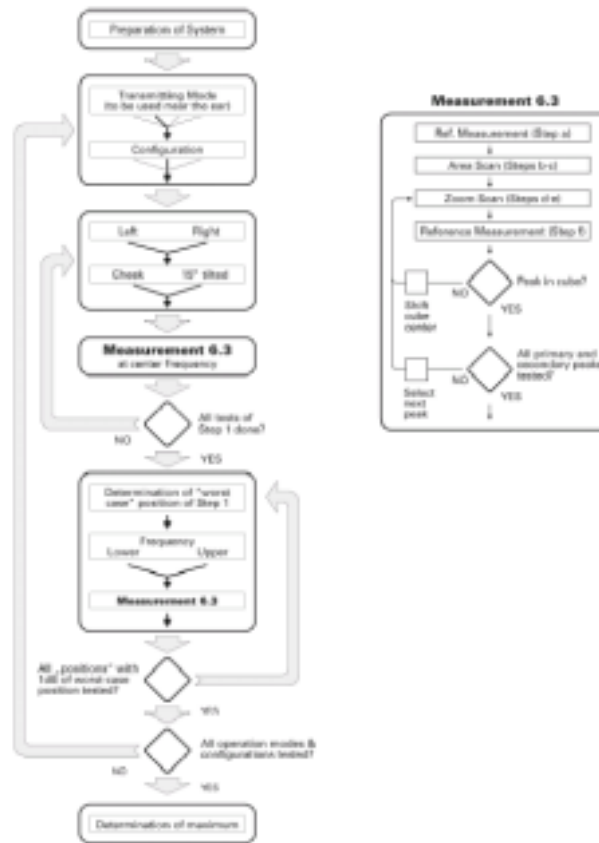 Preparation of System
Transmitting Mode
(to be used near the ear)
Configuration
Left Right
Cheek 15° tilted
Measurement 6.3
at center frequency
All tests of
Step 1 done?
NO
YES
Determination of "worst
case" position of Step 1
Frequency
Lower Upper
Measurement 6.3
All „positions" with
1dB of worst-case
position tested?
YES
All operation modes &
configurations tested?
NO
YES
Determination of maximum
Measurement 6.3
Ref. Measurement (Step a)
Area Scan (Steps b-c)
Zoom Scan (Steps d-e)
Reference Measurement (Step f)
Peak in cube?
NO
YES
Shift
cube
center
All primary and
secondary peaks
tested?
NO
YES
Select
next
peak